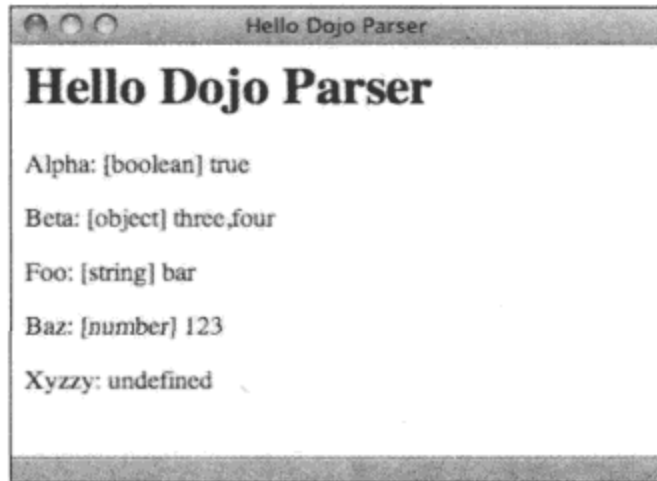 Hello Dojo Parser
Hello Dojo Parser
Alpha: [boolean] true
Beta: [object] three,four
Foo: [string] bar
Baz: [number] 123
Xyzzy: undefined